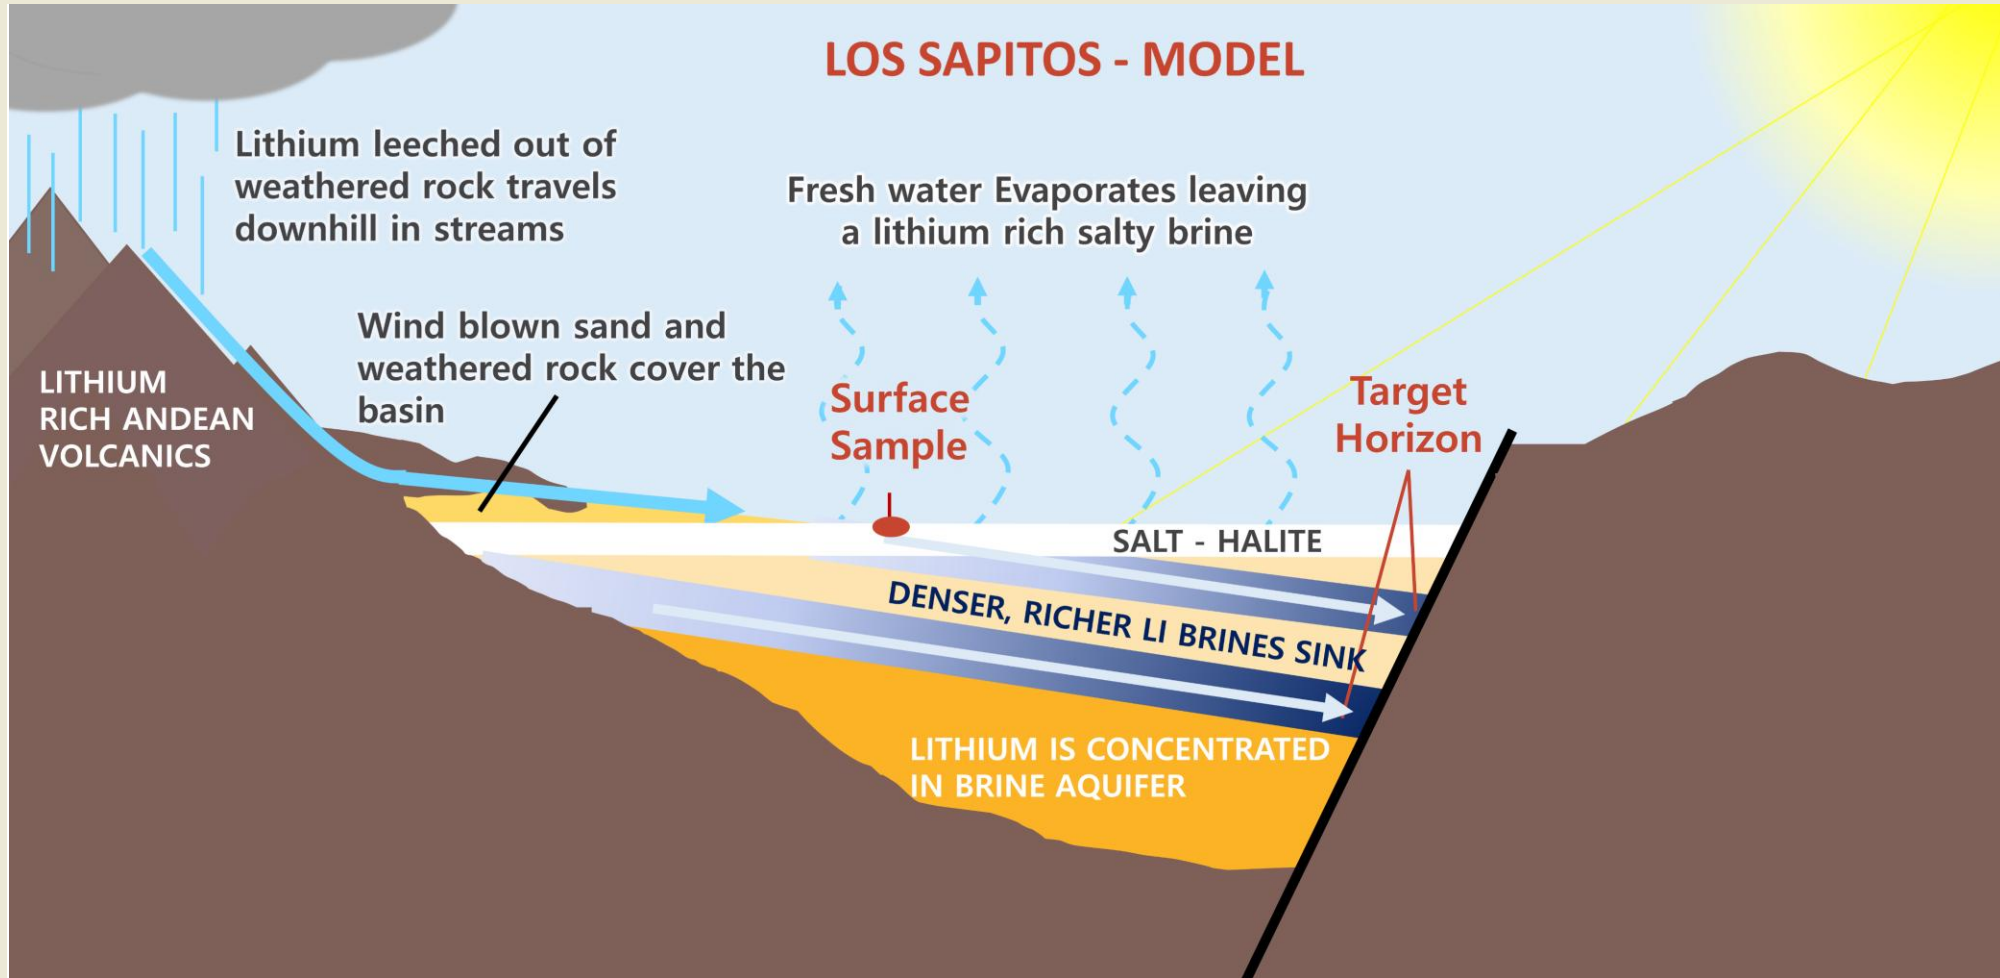 LOS SAPITOS - MODEL
Lithium leeched out of
weathered rock travels
downhill in streams
Fresh water Evaporates leaving
a lithium rich salty brine
Wind blown sand and
weathered rock cover the
basin
LITHIUM
RICH ANDEAN
VOLCANICS
Surface
Sample
Target
Horizon
SALT - HALITE
DENSER, RICHER LI BRINES SINK
LITHIUM IS CONCENTRATED
IN BRINE AQUIFER